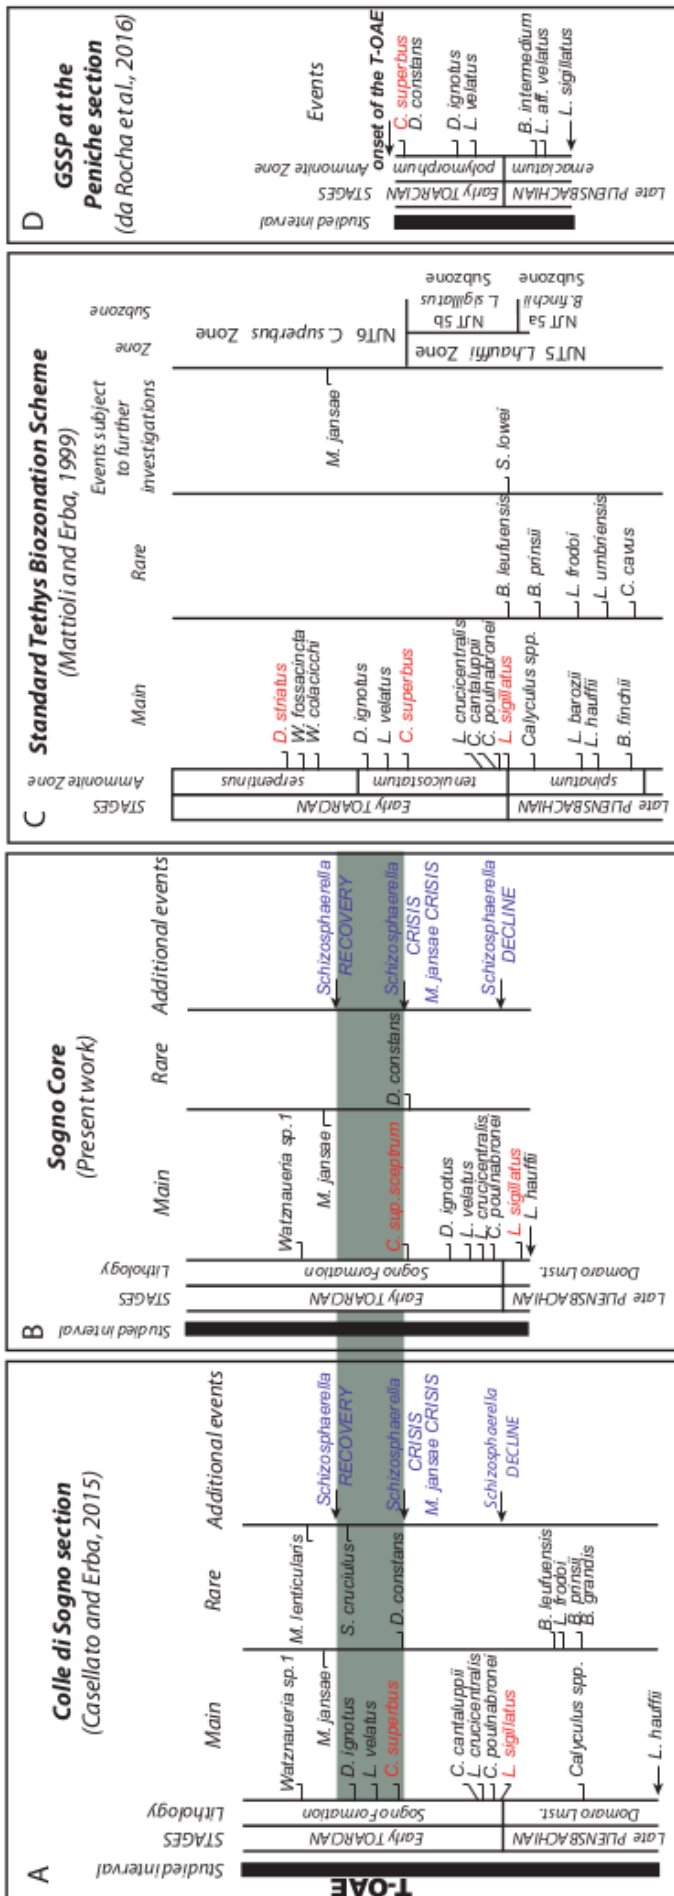 A
Colle di Sogno section
(Casellato and Erba, 2015)
Studied interval
STAGES
Lithology
Main
Rare
Additional events
T-OAE
Late PLIENSBACHIAN
Early TOARCIAN
Domaro Lmst.
Sogno Formation
Watznaueria sp.1
M. jansae
D. ignotus
L. velatus
C. superbus
C. cantaluppii
L. crucicentralis
C. poulnabronei
L. sigillatus
Calyculus spp.
L. hauffii
M. lenticularis
S. cruciulus
D. constans
B. leufuensis
L. frodoi
B. prinsii
B. grandis
Schizosphaerella
RECOVERY
Schizosphaerella
CRISIS
M. jansae CRISIS
Schizosphaerella
DECLINE
B
Sogno Core
(Present work)
Studied interval
STAGES
Lithology
Main
Rare
Additional events
Late PLIENSBACHIAN
Early TOARCIAN
Domaro Lmst.
Sogno Formation
Watznaueria sp.1
M. jansae
C. sup.sceptrum
D. ignotus
L. velatus
L. crucicentralis
C. poulnabronei
L. sigillatus
L. hauffii
D. constans
Schizosphaerella
RECOVERY
Schizosphaerella
CRISIS
M. jansae CRISIS
Schizosphaerella
DECLINE
C
Standard Tethys Biozonation Scheme
(Mattioli and Erba, 1999)
STAGES
Ammonite Zone
Main
Rare
Events subject
to further
investigations
Zone
Subzone
Late PLIENSBACHIAN
Early TOARCIAN
spinatum
tenuicostatum
serpentinus
D. striatus
W. fossacincta
W. colacicchi
D. ignotus
L. velatus
C. superbus
L. crucicentralis
C. cantaluppii
C. poulnabronei
L. sigillatus
Calyculus spp.
L. barozii
L. hauffii
B. finchii
B. leufuensis
B. prinsii
L. frodoi
L. umbriensis
C. cavus
M. jansae
S. lowei
NJT6 C. superbus Zone
NJT5 L.hauffii Zone
NJT 5b
L. sigillatus
Subzone
NJT 5a
B.finchii
Subzone
D
GSSP at the
Peniche section
(da Rocha et al., 2016)
Studied interval
STAGES
Ammonite Zone
Events
Late PLIENSBACHIAN
Early TOARCIAN
emaciatum
polymorphum
onset of the T-OAE
C. superbus
D. constans
D. ignotus
L. velatus
B. intermedium
L. aff. velatus
L. sigillatus